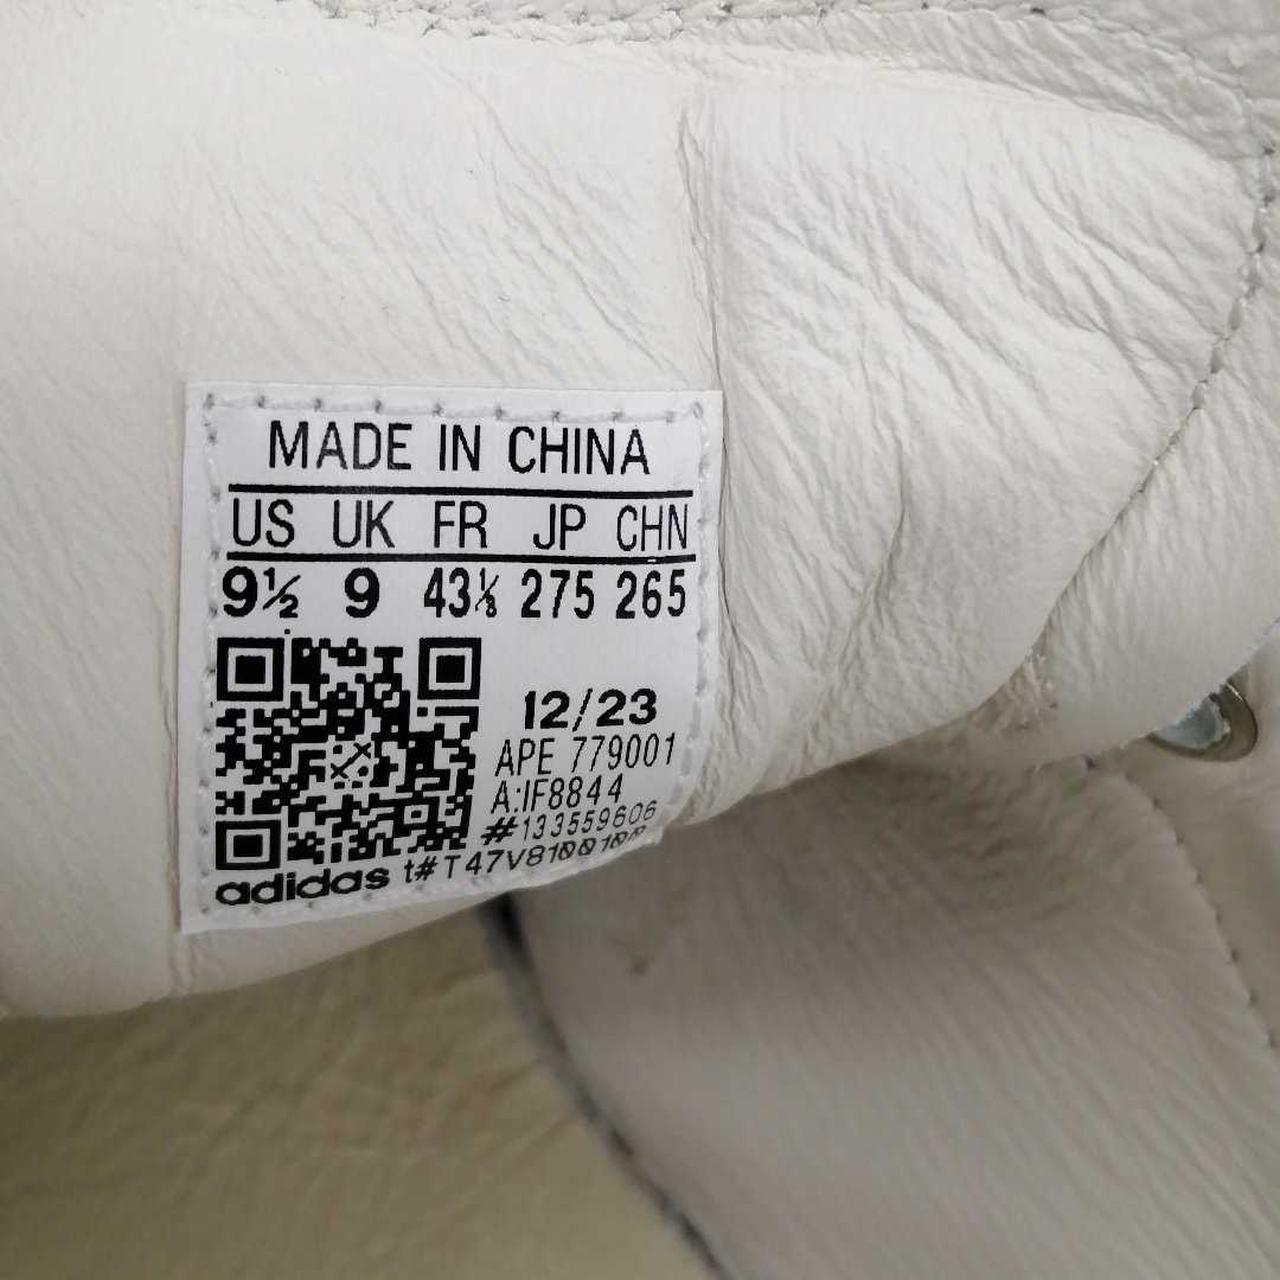 MADE IN CHINA
US UK FR JP CHN
9½ 9 43⅓ 275 265
12/23
APE 779001
A:IF8844
#133559606
adidas